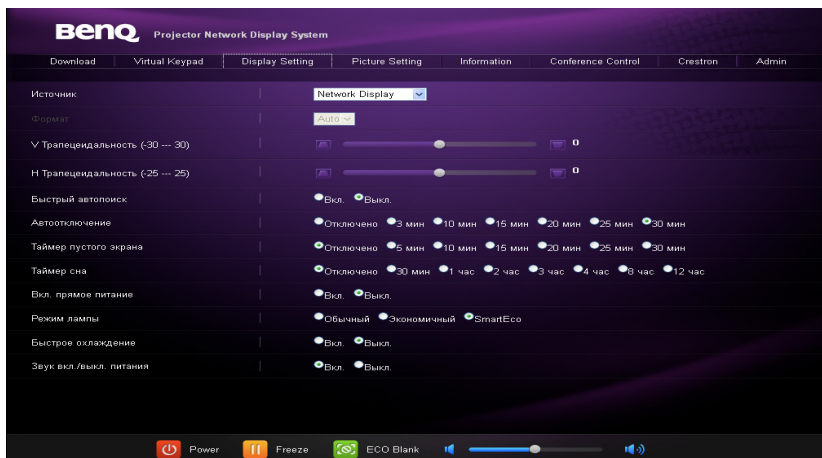 BenQ Projector Network Display System
Download Virtual Keypad Display Setting Picture Setting Information Conference Control Crestron Admin
Источник Network Display
Формат Auto
V Трапецеидальность (-30 --- 30) 0
H Трапецеидальность (-25 --- 25) 0
Быстрый автопоиск Вкл. Выкл.
Автоотключение Отключено 3 мин 10 мин 15 мин 20 мин 25 мин 30 мин
Таймер пустого экрана Отключено 5 мин 10 мин 15 мин 20 мин 25 мин 30 мин
Таймер сна Отключено 30 мин 1 час 2 час 3 час 4 час 8 час 12 час
Вкл. прямое питание Вкл. Выкл.
Режим лампы Обычный Экономичный SmartEco
Быстрое охлаждение Вкл. Выкл.
Звук вкл./выкл. питания Вкл. Выкл.
Power Freeze ECO Blank